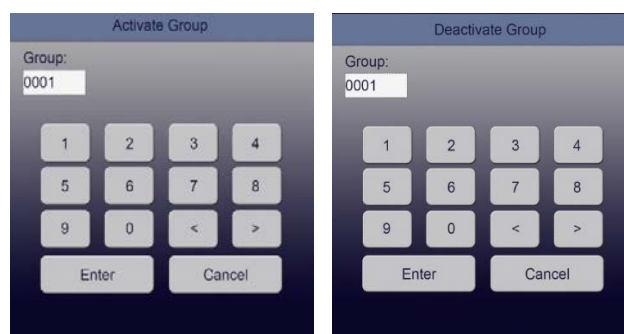 Activate Group
Group:
0001
1 2 3 4
5 6 7 8
9 0 < >
Enter Cancel
Deactivate Group
Group:
0001
1 2 3 4
5 6 7 8
9 0 < >
Enter Cancel